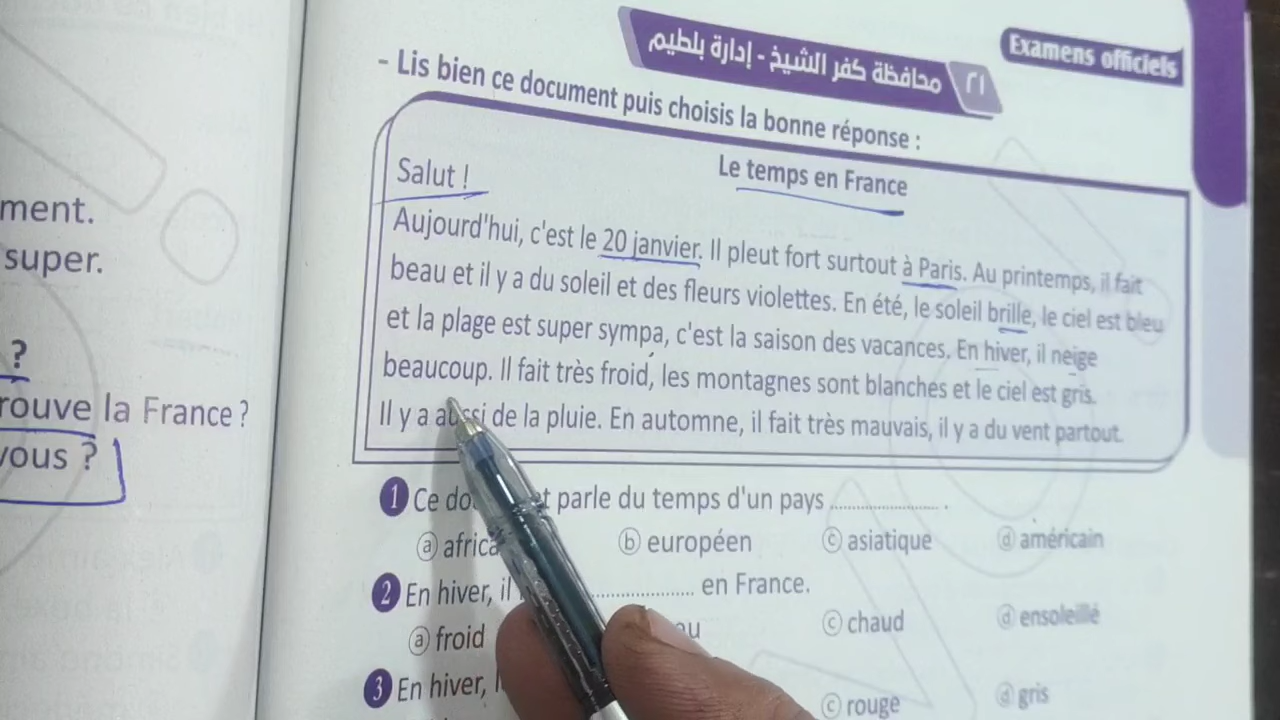 ment.
super.
?
rouve la France ?
vous ?
Examens officiels
٢١ محافظة كفر الشيخ - إدارة بلطيم
- Lis bien ce document puis choisis la bonne réponse :
Le temps en France
Salut !
Aujourd'hui, c'est le 20 janvier. Il pleut fort surtout à Paris. Au printemps, il fait
beau et il y a du soleil et des fleurs violettes. En été, le soleil brille, le ciel est bleu
et la plage est super sympa, c'est la saison des vacances. En hiver, il neige
beaucoup. Il fait très froid, les montagnes sont blanches et le ciel est gris.
Il y a aussi de la pluie. En automne, il fait très mauvais, il y a du vent partout.
1 Ce do t parle du temps d'un pays .................... .
a afric b européen c asiatique d américain
2 En hiver, il .................... en France.
a froid c chaud d ensoleillé
3 En hiver, l
c rouge d gris